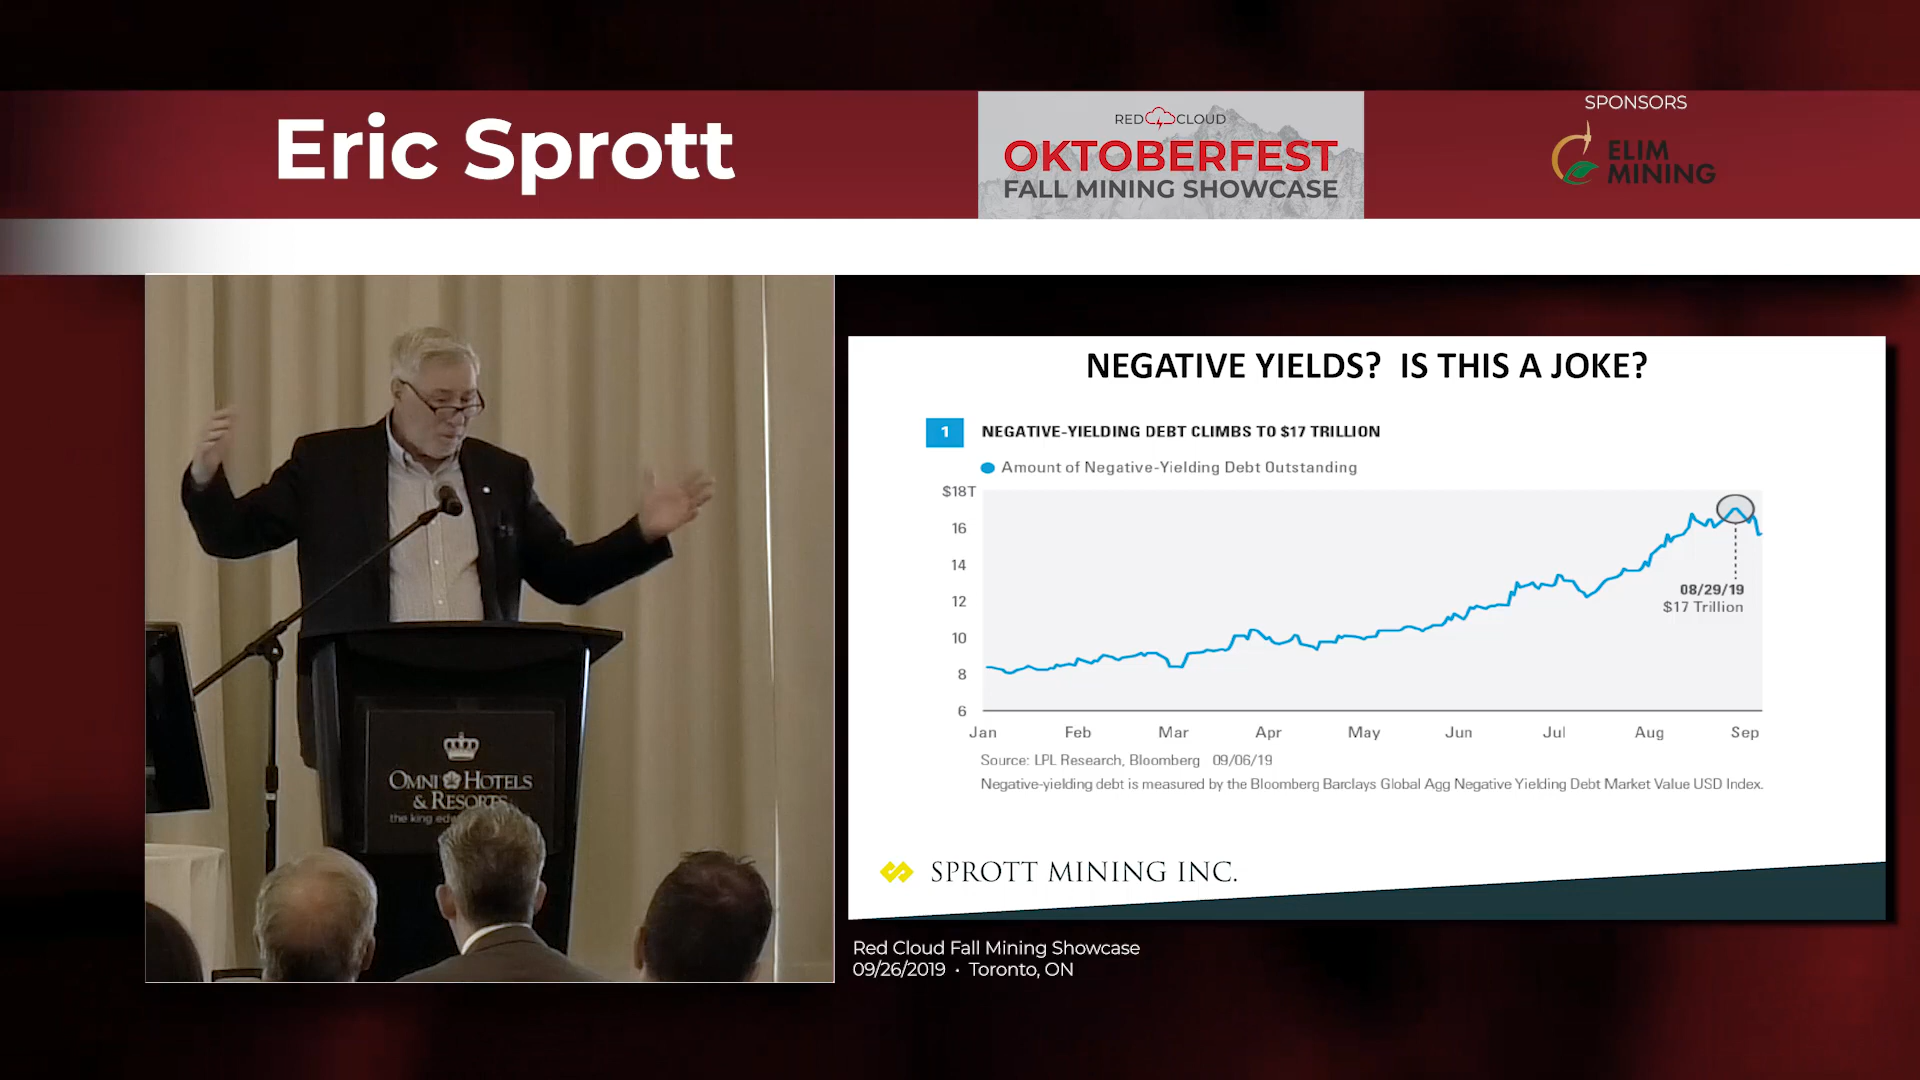 Eric Sprott
RED CLOUD
OKTOBERFEST
FALL MINING SHOWCASE
SPONSORS
ELIM
MINING
OMNI HOTELS
& RESORTS
the king
NEGATIVE YIELDS? IS THIS A JOKE?
1 NEGATIVE-YIELDING DEBT CLIMBS TO $17 TRILLION
Amount of Negative-Yielding Debt Outstanding
$18T
16
14
12
10
8
6
08/29/19
$17 Trillion
Jan Feb Mar Apr May Jun Jul Aug Sep
Source: LPL Research, Bloomberg 09/06/19
Negative-yielding debt is measured by the Bloomberg Barclays Global Agg Negative Yielding Debt Market Value USD Index.
SPROTT MINING INC.
Red Cloud Fall Mining Showcase
09/26/2019 • Toronto, ON